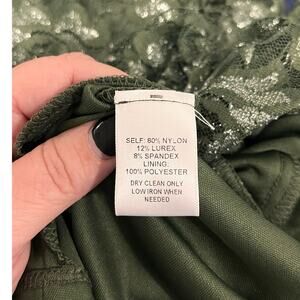 SELF: 80% NYLON
12% LUREX
8% SPANDEX
LINING:
100% POLYESTER
DRY CLEAN ONLY
LOW IRON WHEN
NEEDED